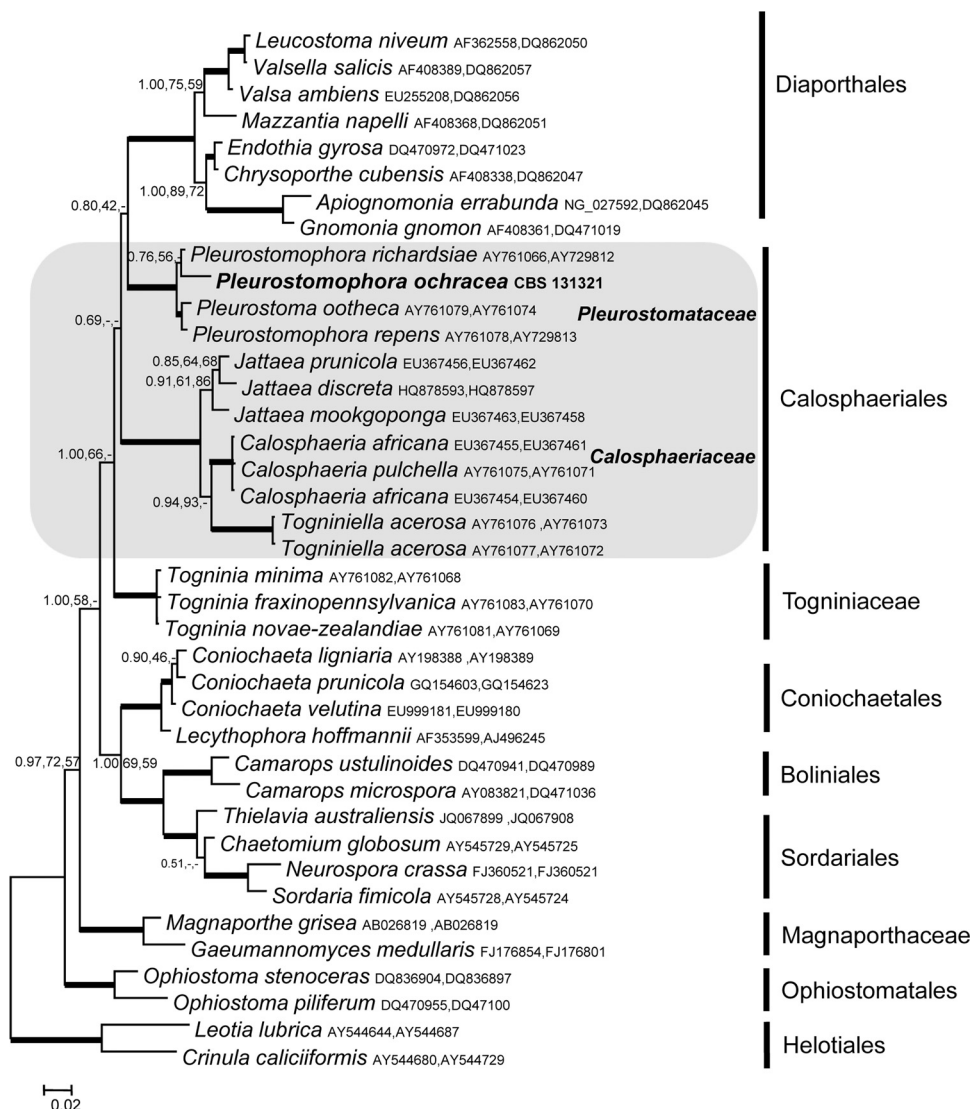 Leucostoma niveum AF362558,DQ862050
Valsella salicis AF408389,DQ862057
1.00,75,59
Valsa ambiens EU255208,DQ862056
Diaporthales
Mazzantia napelli AF408368,DQ862051
Endothia gyrosa DQ470972,DQ471023
Chrysoporthe cubensis AF408338,DQ862047
1.00,89,72
Apiognomonia errabunda NG_027592,DQ862045
0.80,42,-
Gnomonia gnomon AF408361,DQ471019
0.76,56,-
Pleurostomophora richardsiae AY761066,AY729812
Pleurostomophora ochracea CBS 131321
Pleurostoma ootheca AY761079,AY761074
Pleurostomataceae
0.69,-,-
Pleurostomophora repens AY761078,AY729813
0.85,64,68
Jattaea prunicola EU367456,EU367462
0.91,61,86
Jattaea discreta HQ878593,HQ878597
Calosphaeriales
Jattaea mookgoponga EU367463,EU367458
Calosphaeria africana EU367455,EU367461
1.00,66,-
Calosphaeriaceae
Calosphaeria pulchella AY761075,AY761071
Calosphaeria africana EU367454,EU367460
0.94,93,-
Togniniella acerosa AY761076 ,AY761073
Togniniella acerosa AY761077,AY761072
Togninia minima AY761082,AY761068
1.00,58,-
Togninia fraxinopennsylvanica AY761083,AY761070
Togniniaceae
Togninia novae-zealandiae AY761081,AY761069
0.90,46,-
Coniochaeta ligniaria AY198388 ,AY198389
Coniochaeta prunicola GQ154603,GQ154623
Coniochaetales
Coniochaeta velutina EU999181,EU999180
Lecythophora hoffmannii AF353599,AJ496245
0.97,72,57
1.00,69,59
Camarops ustulinoides DQ470941,DQ470989
Boliniales
Camarops microspora AY083821,DQ471036
Thielavia australiensis JQ067899 ,JQ067908
Chaetomium globosum AY545729,AY545725
0.51,-,-
Sordariales
Neurospora crassa FJ360521,FJ360521
Sordaria fimicola AY545728,AY545724
Magnaporthe grisea AB026819 ,AB026819
Magnaporthaceae
Gaeumannomyces medullaris FJ176854,FJ176801
Ophiostoma stenoceras DQ836904,DQ836897
Ophiostomatales
Ophiostoma piliferum DQ470955,DQ47100
Leotia lubrica AY544644,AY544687
Helotiales
Crinula caliciiformis AY544680,AY544729
0.02